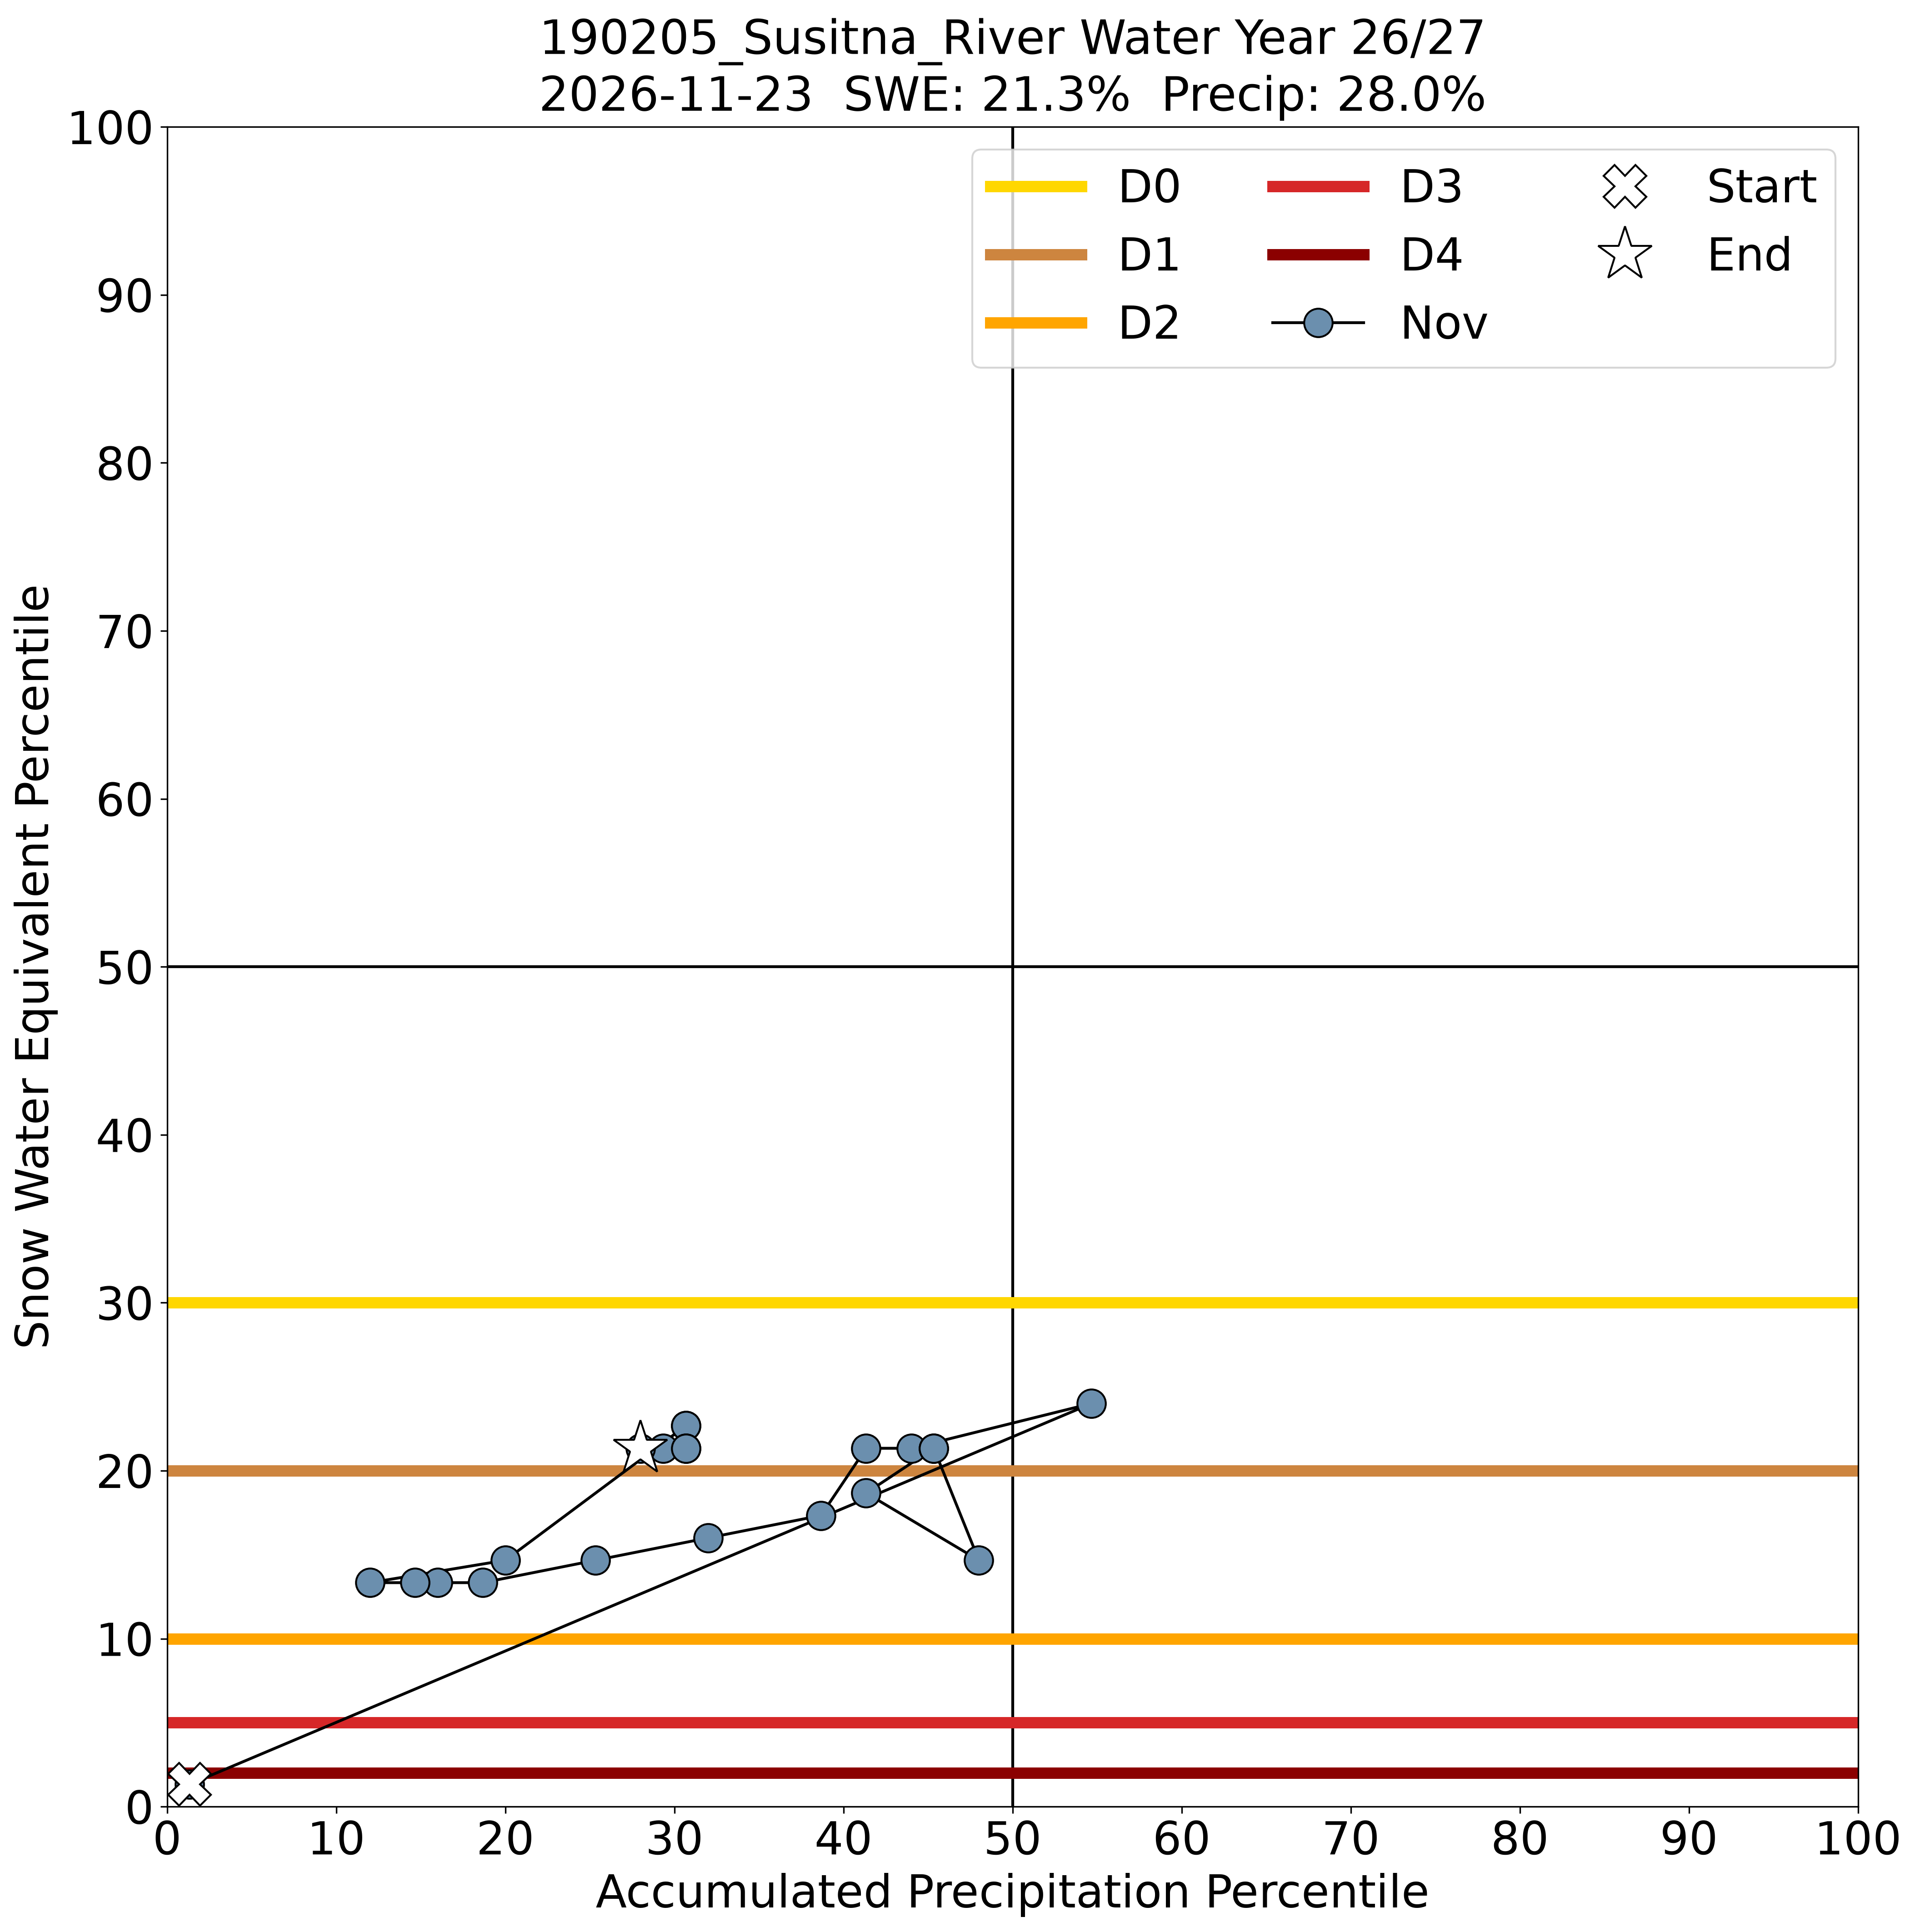 190205_Susitna_River Water Year 26/27
2026-11-23  SWE: 21.3%  Precip: 28.0%
100
90
80
70
60
50
40
30
20
10
0
Snow Water Equivalent Percentile
D0
D1
D2
D3
D4
Nov
Start
End
0 10 20 30 40 50 60 70 80 90 100
Accumulated Precipitation Percentile